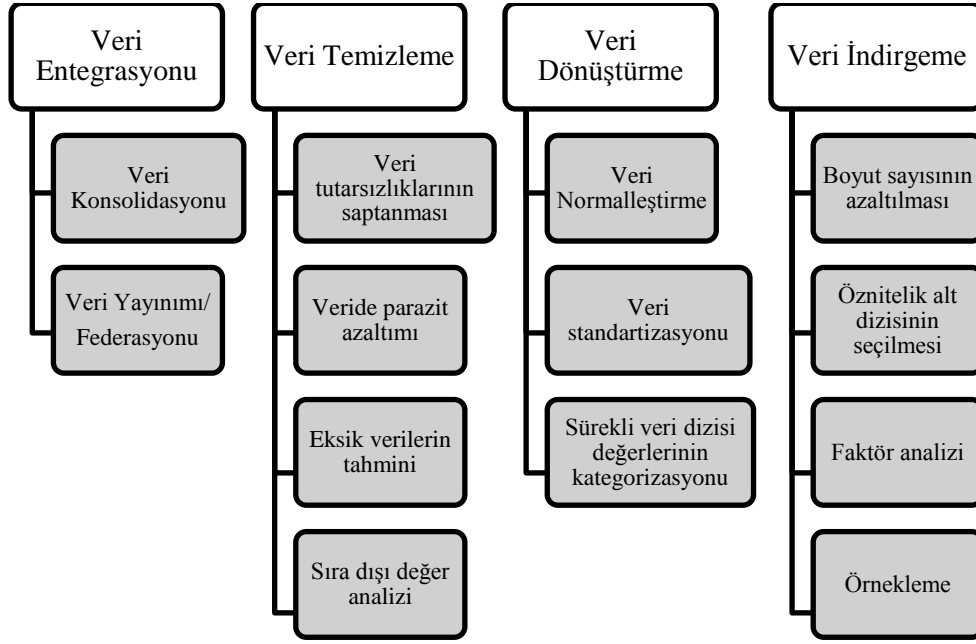 Veri
Entegrasyonu
Veri
Konsolidasyonu
Veri Yayınımı/
Federasyonu
Veri Temizleme
Veri
tutarsızlıklarının
saptanması
Veride parazit
azaltımı
Eksik verilerin
tahmini
Sıra dışı değer
analizi
Veri
Dönüştürme
Veri
Normalleştirme
Veri
standartizasyonu
Sürekli veri dizisi
değerlerinin
kategorizasyonu
Veri İndirgeme
Boyut sayısının
azaltılması
Öznitelik alt
dizisinin
seçilmesi
Faktör analizi
Örnekleme